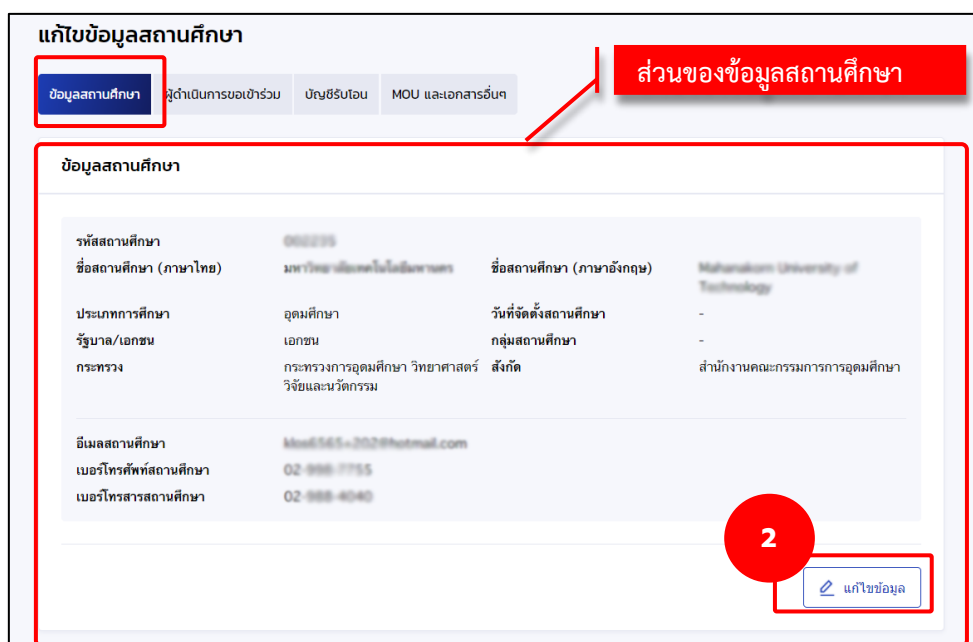 แก้ไขข้อมูลสถานศึกษา
ส่วนของข้อมูลสถานศึกษา
ข้อมูลสถานศึกษา ผู้ดำเนินการขอเข้าร่วม บัญชีรับโอน MOU และเอกสารอื่นๆ
ข้อมูลสถานศึกษา
รหัสสถานศึกษา
ชื่อสถานศึกษา (ภาษาไทย) ชื่อสถานศึกษา (ภาษาอังกฤษ)
ประเภทการศึกษา อุดมศึกษา วันที่จัดตั้งสถานศึกษา -
รัฐบาล/เอกชน เอกชน กลุ่มสถานศึกษา -
กระทรวง กระทรวงการอุดมศึกษา วิทยาศาสตร์ สังกัด สำนักงานคณะกรรมการการอุดมศึกษา
วิจัยและนวัตกรรม
อีเมลสถานศึกษา
เบอร์โทรศัพท์สถานศึกษา 02-
เบอร์โทรสารสถานศึกษา 02-
2
แก้ไขข้อมูล